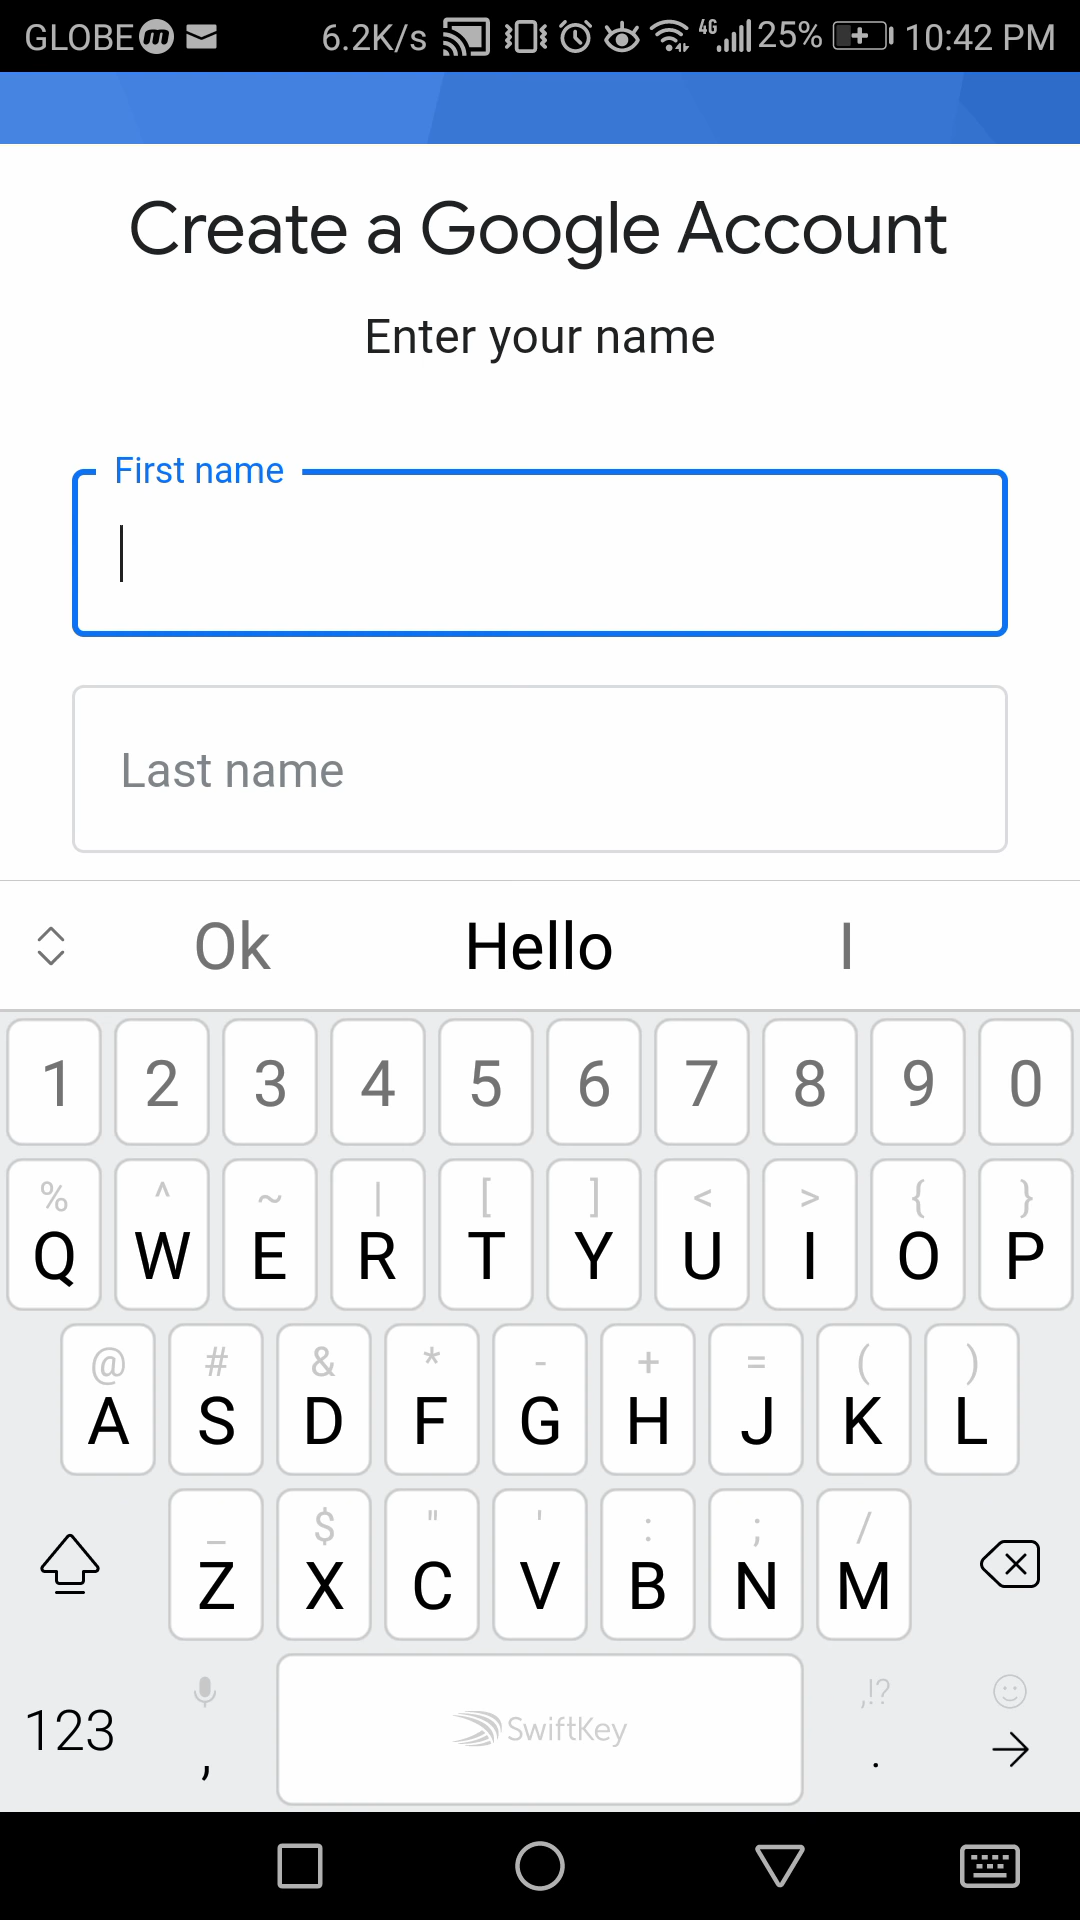 GLOBE 6.2K/s 4G 25% 10:42 PM
Create a Google Account
Enter your name
First name
Last name
Ok Hello I
1 2 3 4 5 6 7 8 9 0
% ^ ~ | [ ] < > { }
Q W E R T Y U I O P
@ # & * - + = ( )
A S D F G H J K L
_ $ " ' : ; /
Z X C V B N M
,!?
123 , SwiftKey .